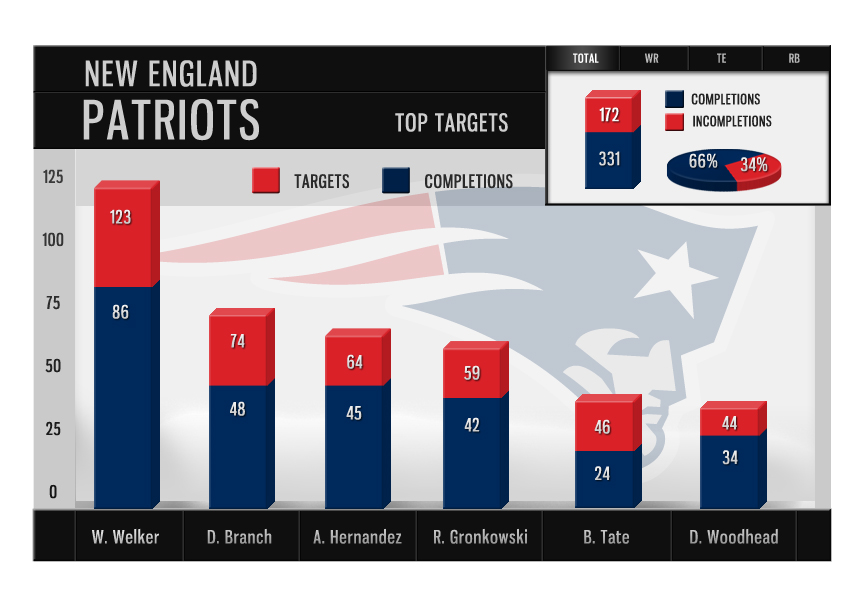 NEW ENGLAND
PATRIOTS
TOP TARGETS
TOTAL WR TE RB
172
331
COMPLETIONS
INCOMPLETIONS
66% 34%
TARGETS COMPLETIONS
125
100
75
50
25
0
123
86
74
48
64
45
59
42
46
24
44
34
W. Welker D. Branch A. Hernandez R. Gronkowski B. Tate D. Woodhead